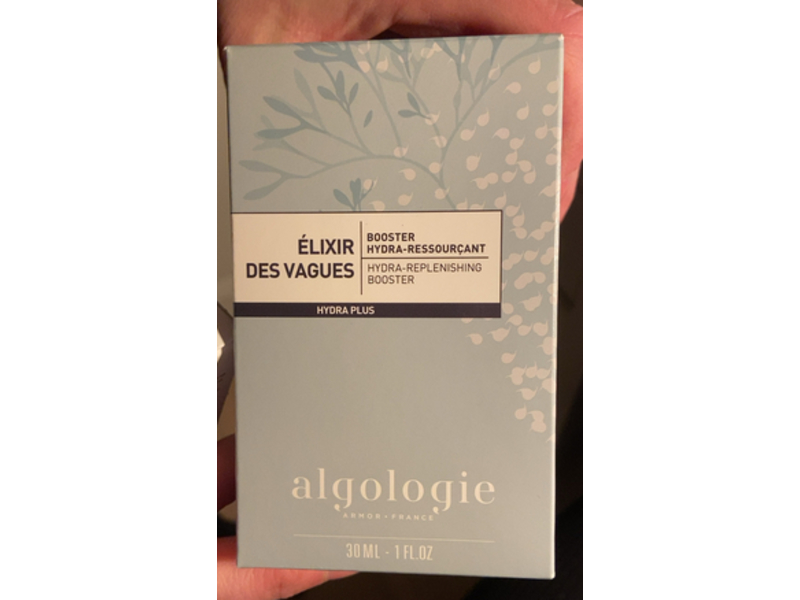 ÉLIXIR
DES VAGUES
BOOSTER
HYDRA-RESSOURÇANT
HYDRA-REPLENISHING
BOOSTER
HYDRA PLUS
algologie
ARMOR • FRANCE
30 ML - 1 FL.OZ